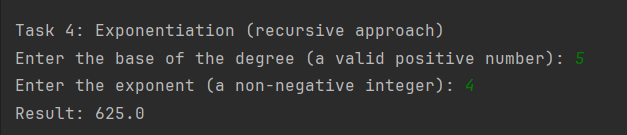 Task 4: Exponentiation (recursive approach)
Enter the base of the degree (a valid positive number): 5
Enter the exponent (a non-negative integer): 4
Result: 625.0